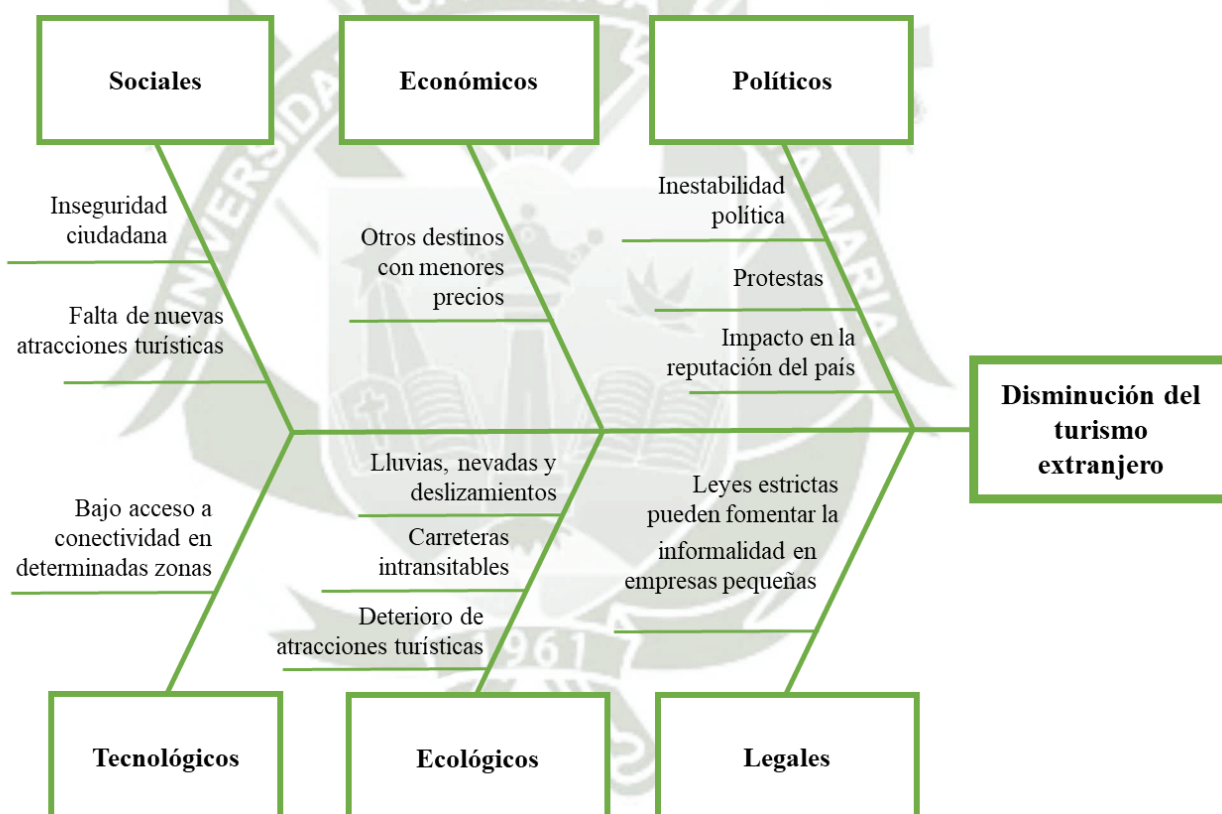 Sociales
Económicos
Políticos
Inseguridad
ciudadana
Falta de nuevas
atracciones turísticas
Otros destinos
con menores
precios
Inestabilidad
política
Protestas
Impacto en la
reputación del país
Disminución del
turismo
extranjero
Bajo acceso a
conectividad en
determinadas zonas
Lluvias, nevadas y
deslizamientos
Carreteras
intransitables
Deterioro de
atracciones turísticas
Leyes estrictas
pueden fomentar la
informalidad en
empresas pequeñas
Tecnológicos
Ecológicos
Legales
MARIA
1961